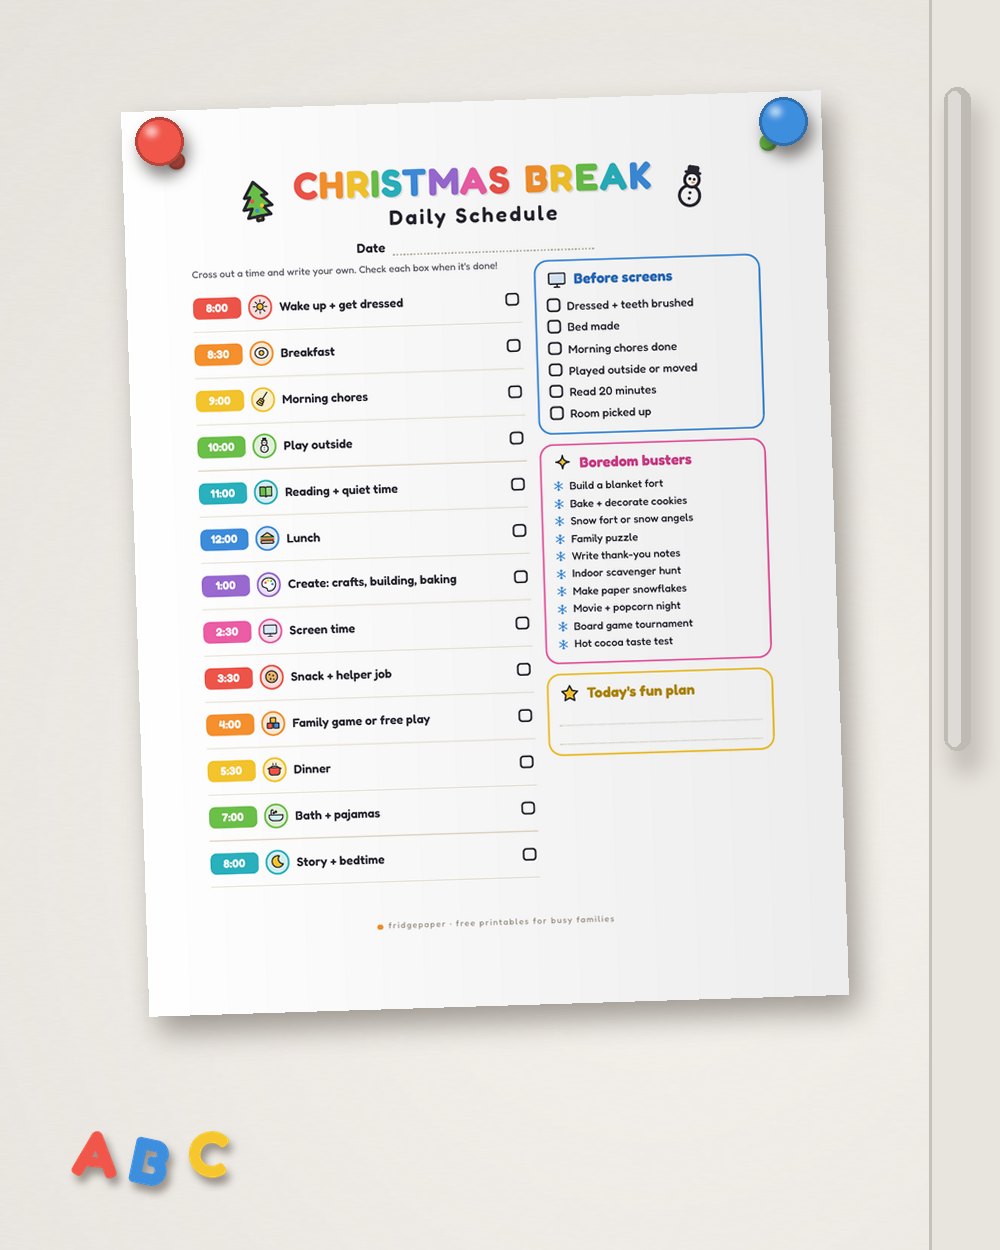 CHRISTMAS BREAK
Daily Schedule
Date
Cross out a time and write your own. Check each box when it's done!
8:00 Wake up + get dressed
8:30 Breakfast
9:00 Morning chores
10:00 Play outside
11:00 Reading + quiet time
12:00 Lunch
1:00 Create: crafts, building, baking
2:30 Screen time
3:30 Snack + helper job
4:00 Family game or free play
5:30 Dinner
7:00 Bath + pajamas
8:00 Story + bedtime
Before screens
Dressed + teeth brushed
Bed made
Morning chores done
Played outside or moved
Read 20 minutes
Room picked up
Boredom busters
Build a blanket fort
Bake + decorate cookies
Snow fort or snow angels
Family puzzle
Write thank-you notes
Indoor scavenger hunt
Make paper snowflakes
Movie + popcorn night
Board game tournament
Hot cocoa taste test
Today's fun plan
fridgepaper · free printables for busy families
A B C